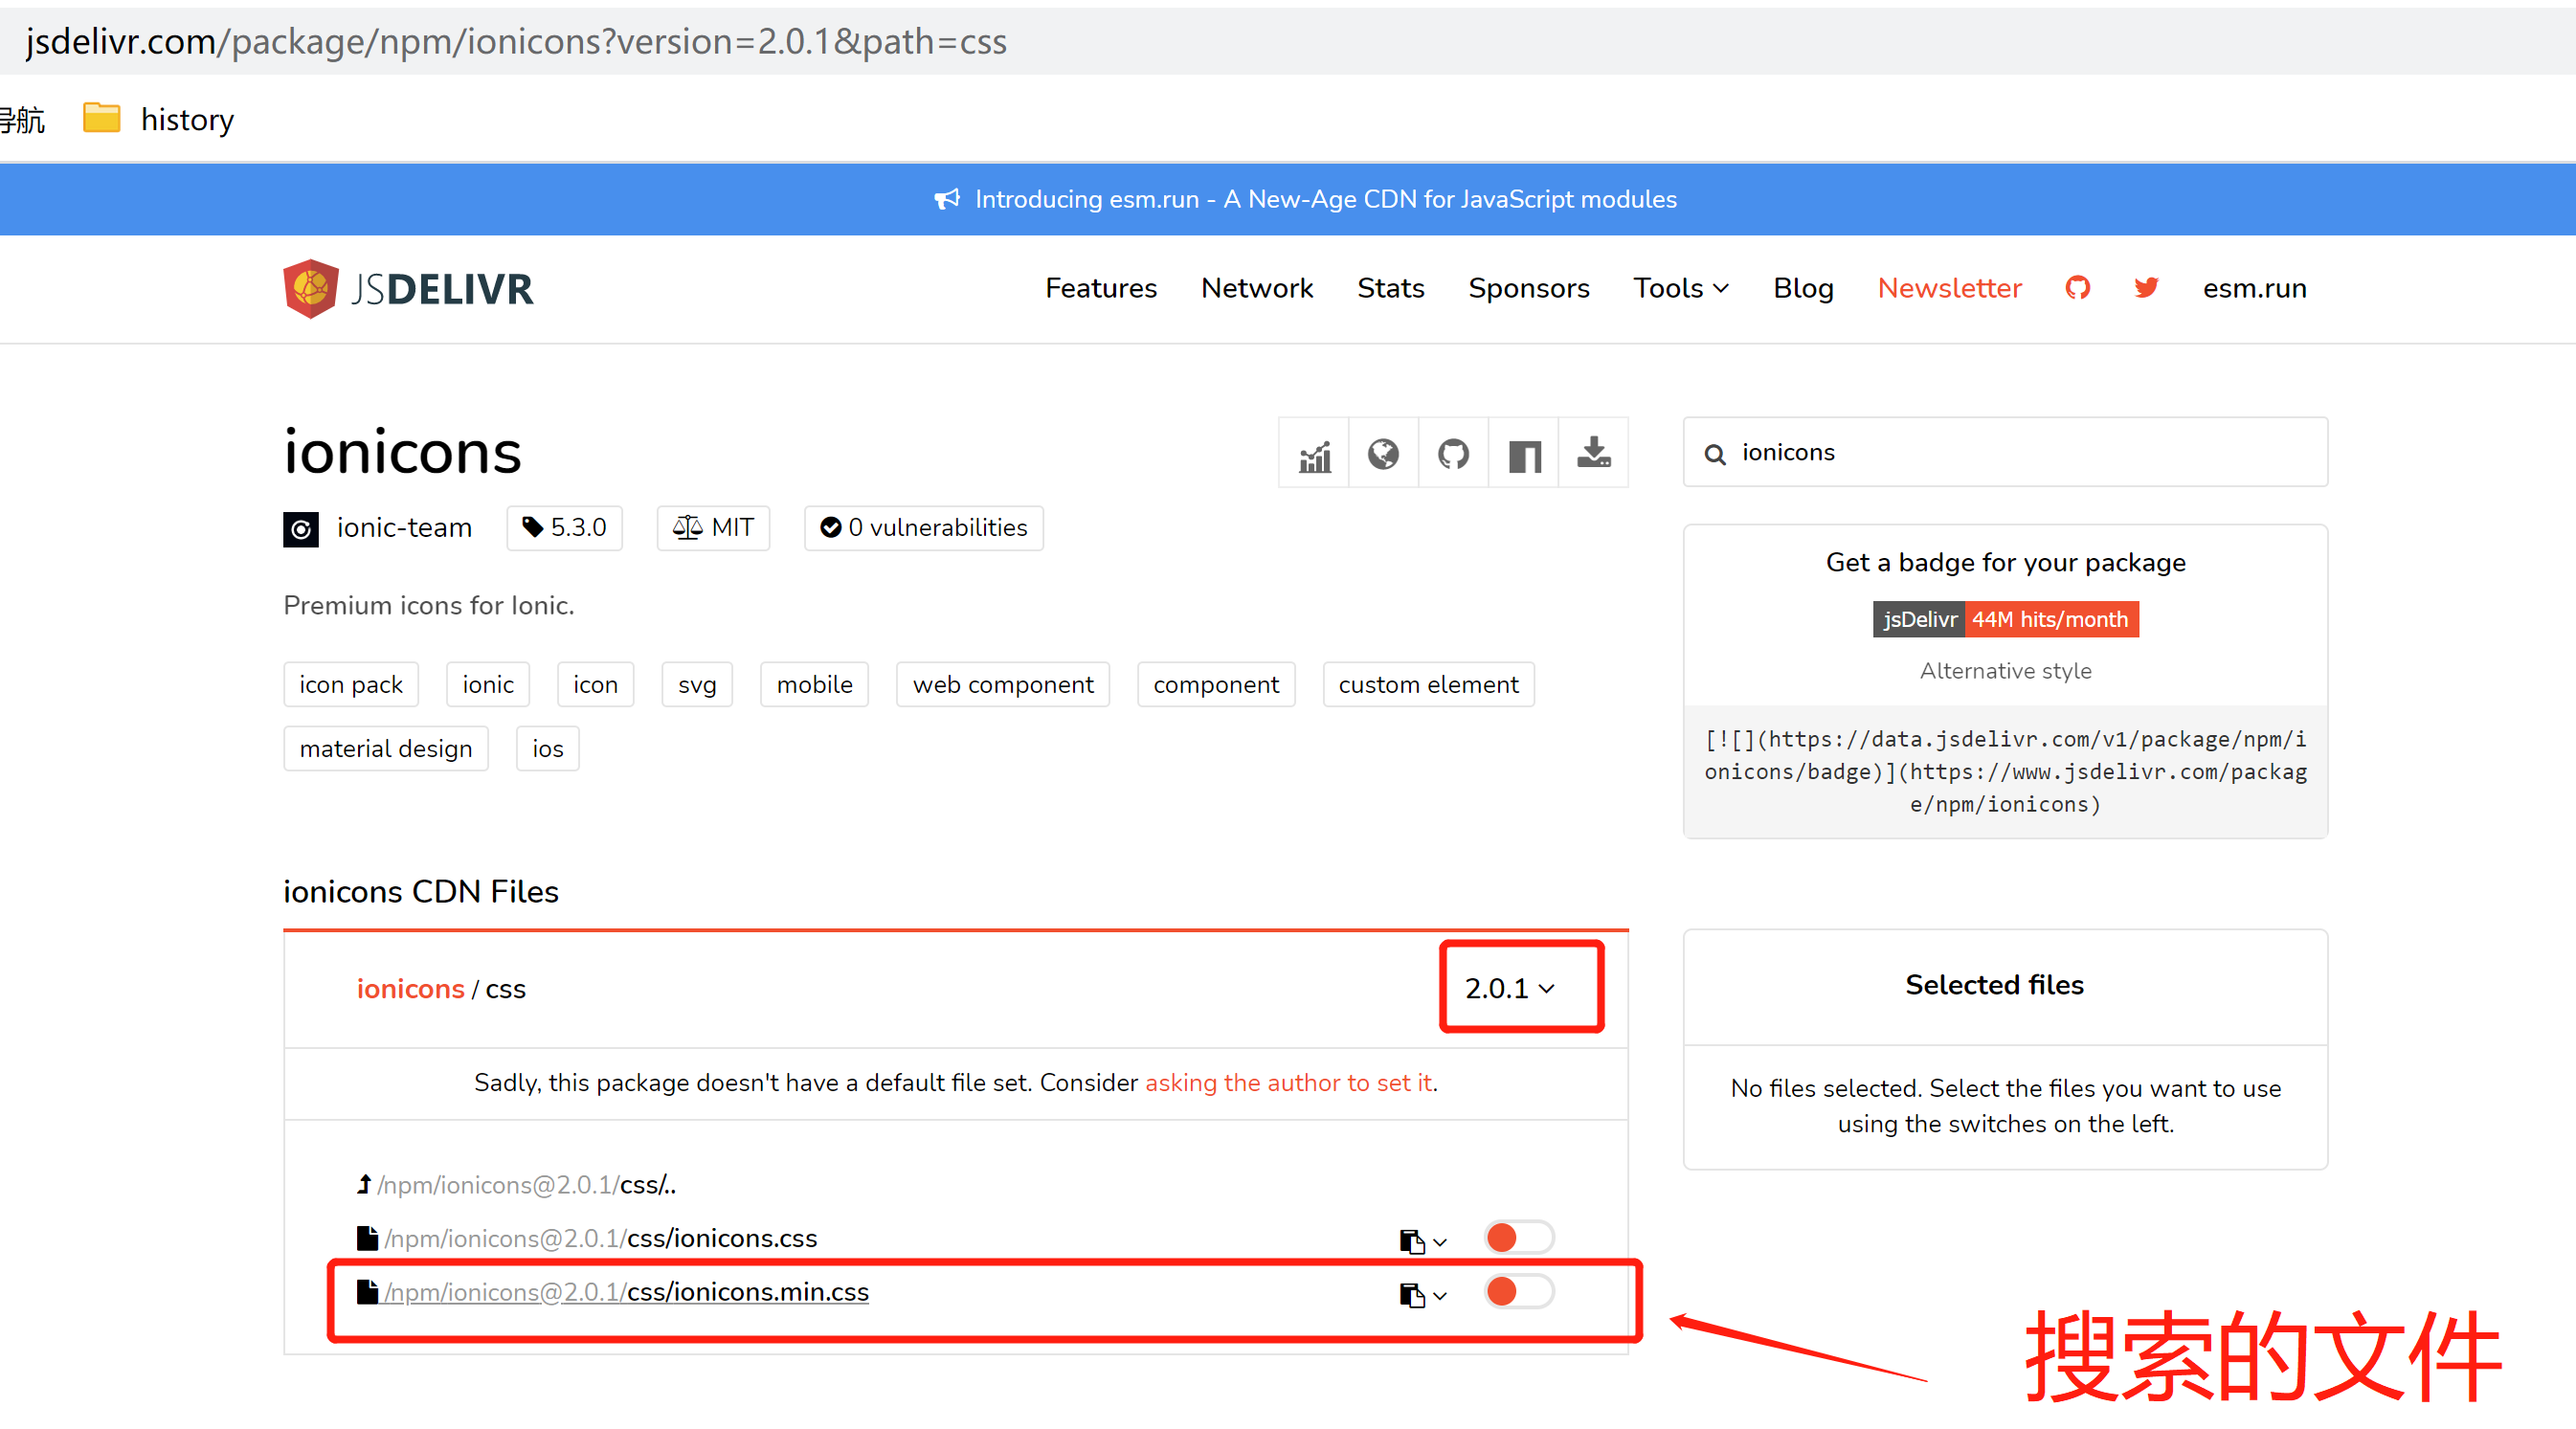 jsdelivr.com/package/npm/ionicons?version=2.0.1&path=css
导航 history
Introducing esm.run - A New-Age CDN for JavaScript modules
JSDELIVR Features Network Stats Sponsors Tools Blog Newsletter esm.run
ionicons
ionicons
ionic-team 5.3.0 MIT 0 vulnerabilities
Premium icons for Ionic.
icon pack ionic icon svg mobile web component component custom element
material design ios
Get a badge for your package
jsDelivr 44M hits/month
Alternative style
[![](https://data.jsdelivr.com/v1/package/npm/i
onicons/badge)](https://www.jsdelivr.com/packag
e/npm/ionicons)
ionicons CDN Files
ionicons / css 2.0.1
Sadly, this package doesn't have a default file set. Consider asking the author to set it.
/npm/ionicons@2.0.1/css/..
/npm/ionicons@2.0.1/css/ionicons.css
/npm/ionicons@2.0.1/css/ionicons.min.css
Selected files
No files selected. Select the files you want to use
using the switches on the left.
搜索的文件